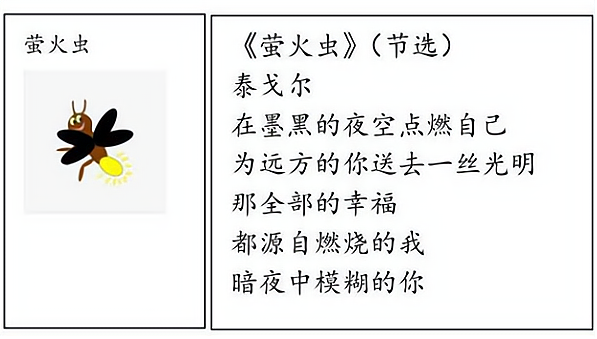 萤火虫
《萤火虫》（节选）
泰戈尔
在墨黑的夜空点燃自己
为远方的你送去一丝光明
那全部的幸福
都源自燃烧的我
暗夜中模糊的你